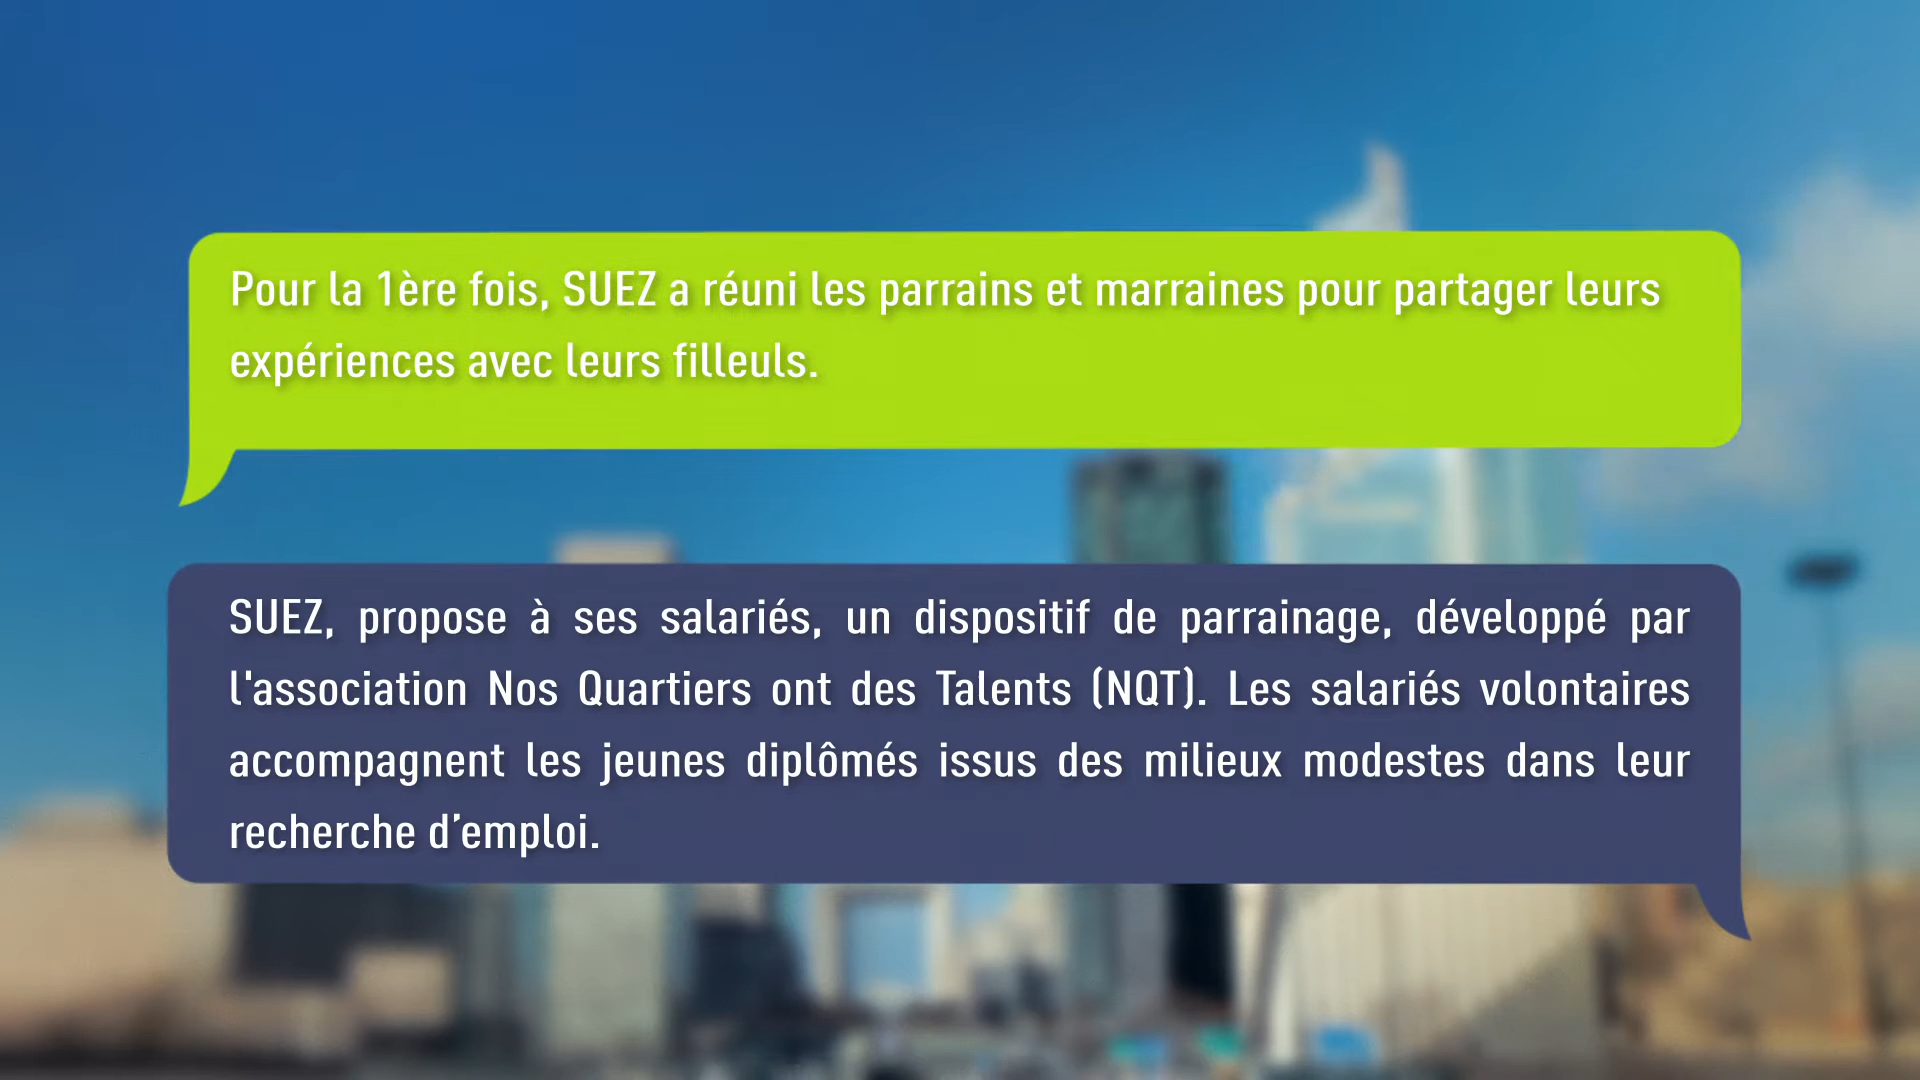 Pour la 1ère fois, SUEZ a réuni les parrains et marraines pour partager leurs
expériences avec leurs filleuls.
SUEZ, propose à ses salariés, un dispositif de parrainage, développé par
l'association Nos Quartiers ont des Talents (NQT). Les salariés volontaires
accompagnent les jeunes diplômés issus des milieux modestes dans leur
recherche d’emploi.